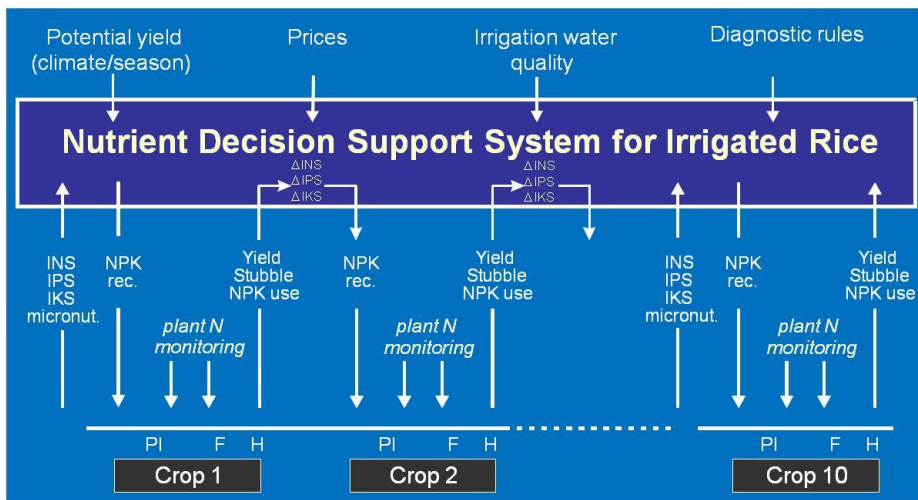 Potential yield
(climate/season)
Prices
Irrigation water
quality
Diagnostic rules
Nutrient Decision Support System for Irrigated Rice
ΔINS
ΔIPS
ΔIKS
ΔINS
ΔIPS
ΔIKS
INS
IPS
IKS
micronut.
NPK
rec.
Yield
Stubble
NPK use
NPK
rec.
Yield
Stubble
NPK use
INS
IPS
IKS
micronut.
NPK
rec.
Yield
Stubble
NPK use
plant N
monitoring
plant N
monitoring
plant N
monitoring
PI F H
PI F H
PI F H
Crop 1
Crop 2
Crop 10